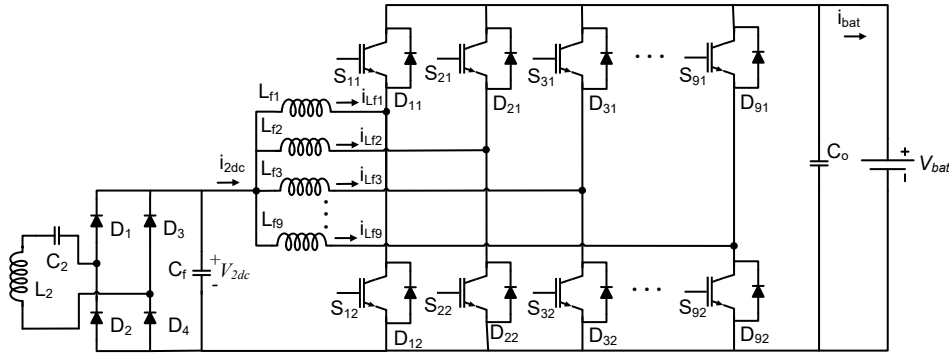 i_bat
S_11 S_21 S_31 ... S_91
D_11 D_21 D_31 D_91
L_f1 i_Lf1
L_f2 i_Lf2
i_2dc L_f3 i_Lf3
L_f9 i_Lf9
C_o + V_bat -
D_1 D_3
C_2 C_f + V_2dc -
L_2
D_2 D_4
S_12 S_22 S_32 ... S_92
D_12 D_22 D_32 D_92